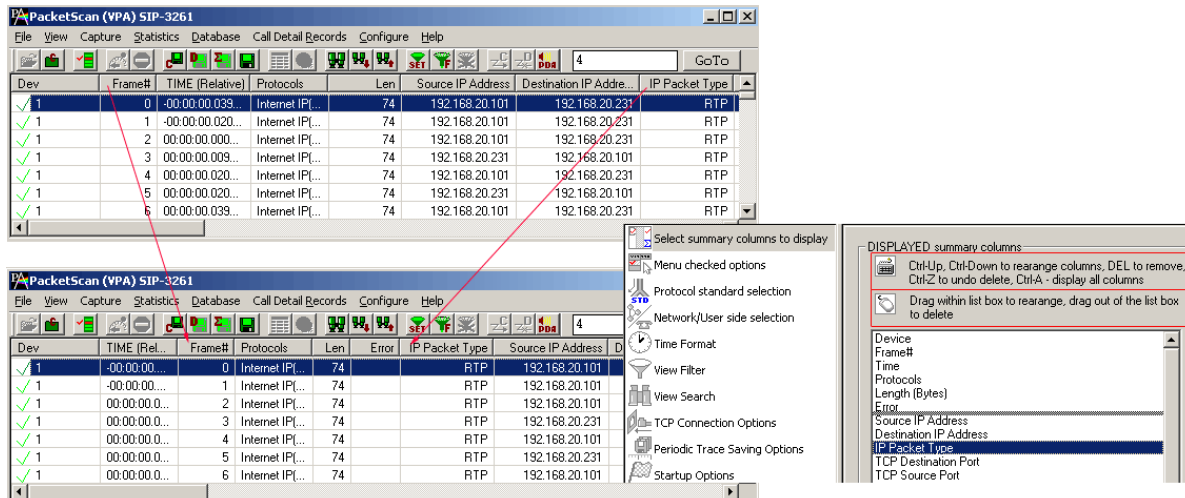 PacketScan (VPA) SIP-3261
File View Capture Statistics Database Call Detail Records Configure Help
SET F PDA 4 GoTo
Dev Frame# TIME (Relative) Protocols Len Source IP Address Destination IP Addre... IP Packet Type
1 0 -00:00:00.039... Internet IP(... 74 192.168.20.101 192.168.20.231 RTP
1 1 -00:00:00.020... Internet IP(... 74 192.168.20.101 192.168.20.231 RTP
1 2 00:00:00.000... Internet IP(... 74 192.168.20.101 192.168.20.231 RTP
1 3 00:00:00.009... Internet IP(... 74 192.168.20.231 192.168.20.101 RTP
1 4 00:00:00.020... Internet IP(... 74 192.168.20.101 192.168.20.231 RTP
1 5 00:00:00.020... Internet IP(... 74 192.168.20.231 192.168.20.101 RTP
1 6 00:00:00.039... Internet IP(... 74 192.168.20.101 192.168.20.231 RTP
PacketScan (VPA) SIP-3261
File View Capture Statistics Database Call Detail Records Configure Help
SET F PDA 4
Dev TIME (Rel... Frame# Protocols Len Error IP Packet Type Source IP Address D
1 -00:00:00.... 0 Internet IP(... 74 RTP 192.168.20.101
1 -00:00:00.... 1 Internet IP(... 74 RTP 192.168.20.101
1 00:00:00.0... 2 Internet IP(... 74 RTP 192.168.20.101
1 00:00:00.0... 3 Internet IP(... 74 RTP 192.168.20.231
1 00:00:00.0... 4 Internet IP(... 74 RTP 192.168.20.101
1 00:00:00.0... 5 Internet IP(... 74 RTP 192.168.20.231
1 00:00:00.0... 6 Internet IP(... 74 RTP 192.168.20.101
Select summary columns to display
Menu checked options
STD Protocol standard selection
Network/User side selection
Time Format
View Filter
View Search
TCP Connection Options
Periodic Trace Saving Options
Startup Options
DISPLAYED summary columns
Ctrl-Up, Ctrl-Down to rearange columns, DEL to remove,
Ctrl-Z to undo delete, Ctrl-A - display all columns
Drag within list box to rearange, drag out of the list box
to delete
Device
Frame#
Time
Protocols
Length (Bytes)
Error
Source IP Address
Destination IP Address
IP Packet Type
TCP Destination Port
TCP Source Port